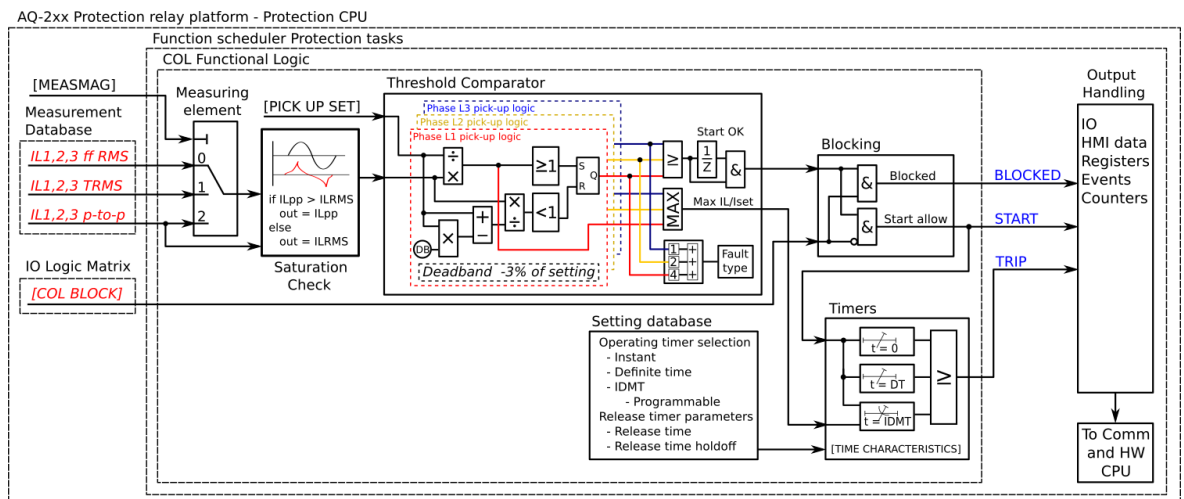 AQ-2xx Protection relay platform - Protection CPU
Function scheduler Protection tasks
COL Functional Logic
[MEASMAG]
Measuring
element
Measurement
Database
IL1,2,3 ff RMS
IL1,2,3 TRMS
IL1,2,3 p-to-p
0
1
2
IO Logic Matrix
[COL BLOCK]
[PICK UP SET]
if ILpp > ILRMS
out = ILpp
else
out = ILRMS
Saturation
Check
Threshold Comparator
Phase L3 pick-up logic
Phase L2 pick-up logic
Phase L1 pick-up logic
÷
×
≥1
S
R
Q
×
÷
<1
+
−
DB
×
Deadband -3% of setting
≥
Start OK
1
Z
&
MAX
Max IL/Iset
1 +
2 +
4 +
Fault
type
Blocking
&
Blocked
&
Start allow
BLOCKED
START
TRIP
Setting database
Operating timer selection
- Instant
- Definite time
- IDMT
- Programmable
Release timer parameters
- Release time
- Release time holdoff
Timers
t = 0
t = DT
t = IDMT
≥
[TIME CHARACTERISTICS]
Output
Handling
IO
HMI data
Registers
Events
Counters
To Comm
and HW
CPU